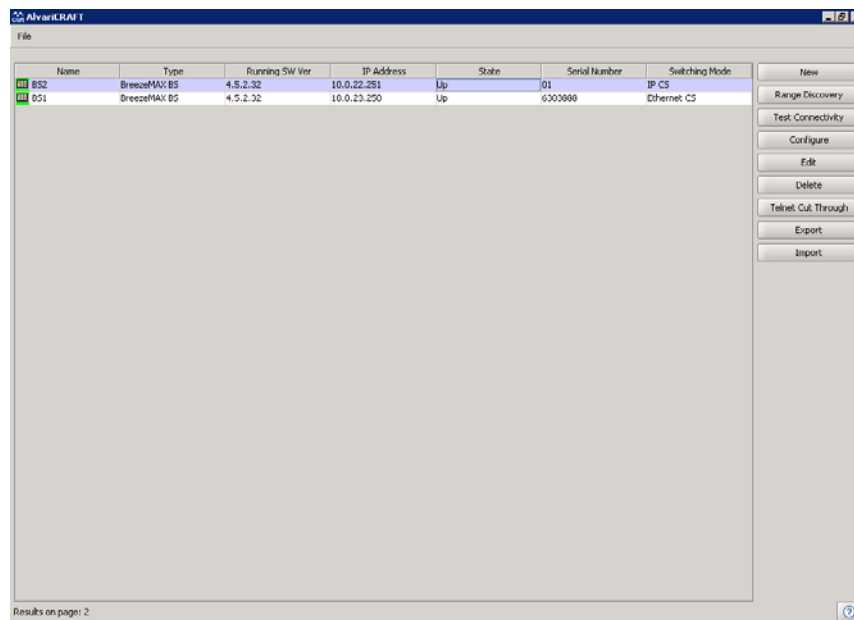 AlvariCRAFT
File
Name Type Running SW Ver IP Address State Serial Number Switching Mode
BS2 BreezeMAX BS 4.5.2.32 10.0.22.251 Up 01 IP CS
BS1 BreezeMAX BS 4.5.2.32 10.0.23.250 Up Ethernet CS
New
Range Discovery
Test Connectivity
Configure
Edit
Delete
Telnet Cut Through
Export
Import
Results on page: 2